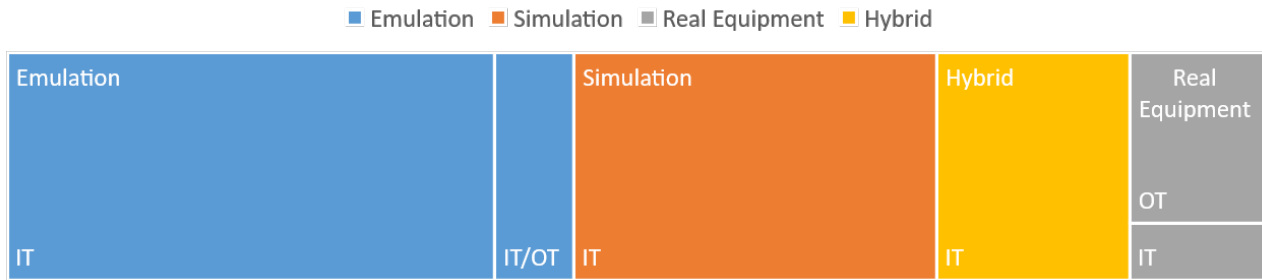 Emulation Simulation Real Equipment Hybrid
Emulation
IT
IT/OT
Simulation
IT
Hybrid
IT
Real
Equipment
OT
IT